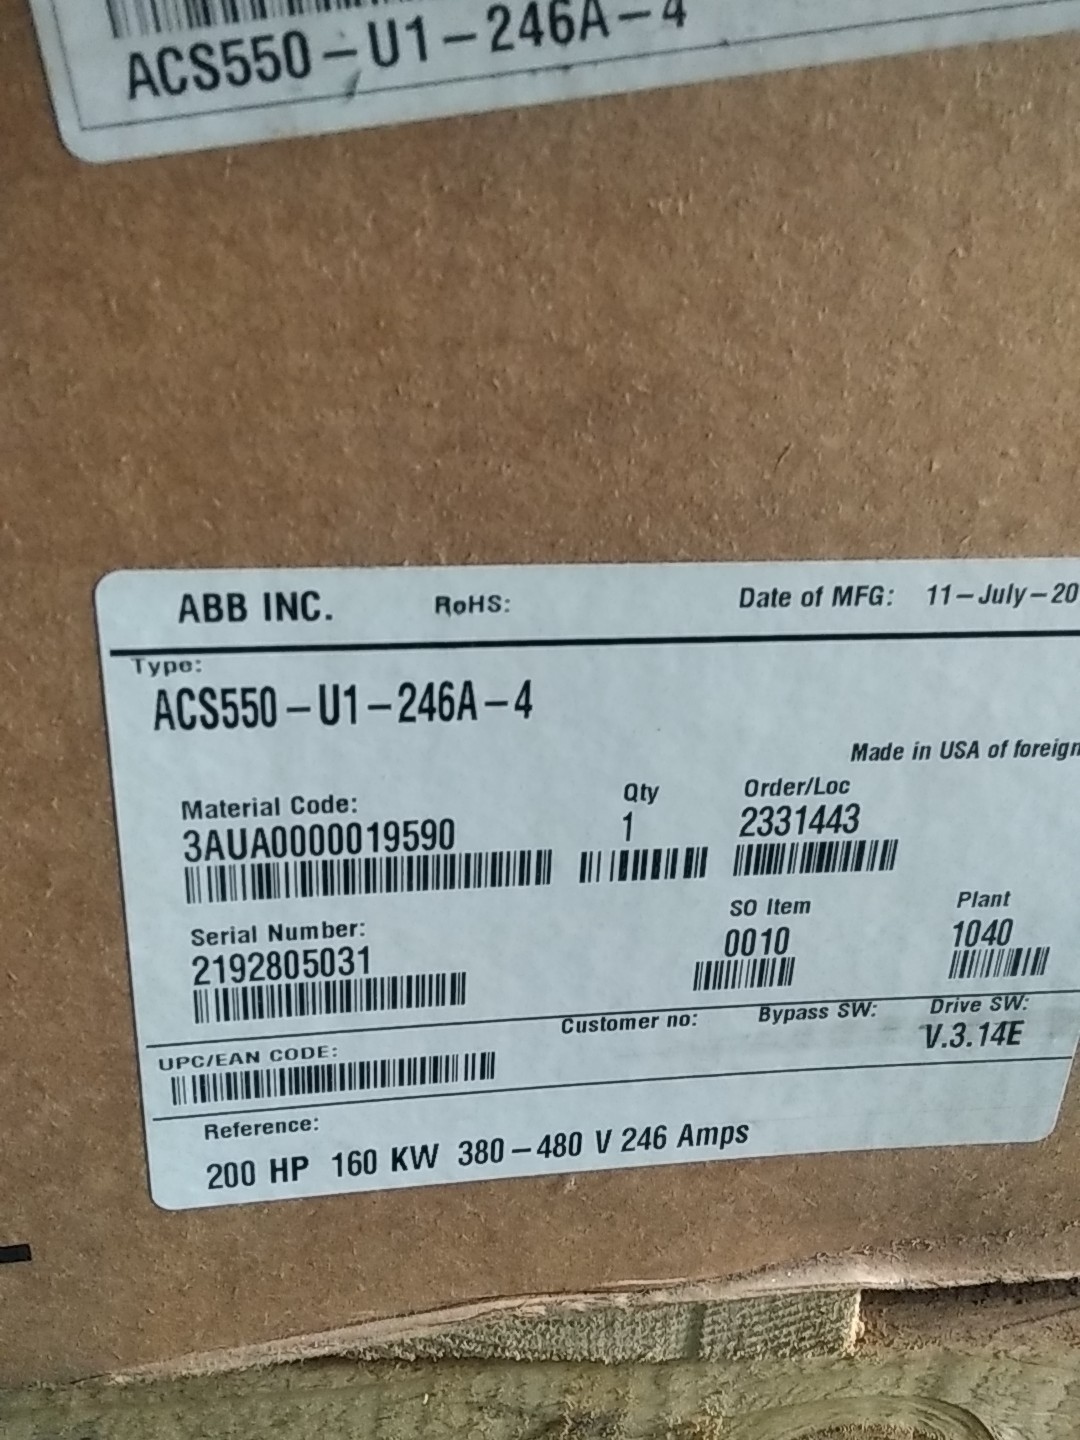 ACS550-U1-246A-4
ABB INC. RoHS: Date of MFG: 11-July-20
Type:
ACS550-U1-246A-4
Made in USA of foreign
Material Code: Qty Order/Loc
3AUA0000019590 1 2331443
Serial Number: SO Item Plant
2192805031 0010 1040
Customer no: Bypass SW: Drive SW:
UPC/EAN CODE: V.3.14E
Reference:
200 HP 160 KW 380-480 V 246 Amps